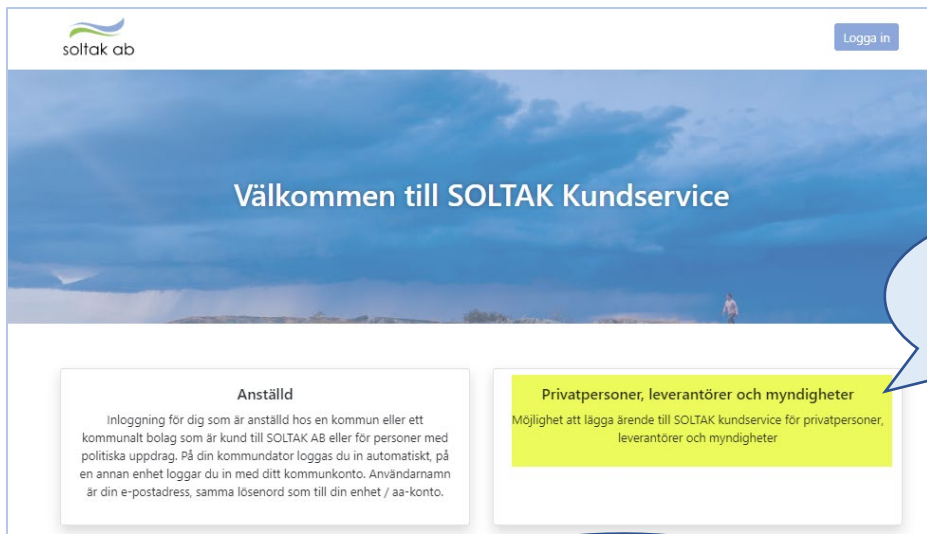 soltak ab
Logga in
Välkommen till SOLTAK Kundservice
Anställd
Inloggning för dig som är anställd hos en kommun eller ett
kommunalt bolag som är kund till SOLTAK AB eller för personer med
politiska uppdrag. På din kommundator loggas du in automatiskt, på
en annan enhet loggar du in med ditt kommunkonto. Användarnamn
är din e-postadress, samma lösenord som till din enhet / aa-konto.
Privatpersoner, leverantörer och myndigheter
Möjlighet att lägga ärende till SOLTAK kundservice för privatpersoner,
leverantörer och myndigheter